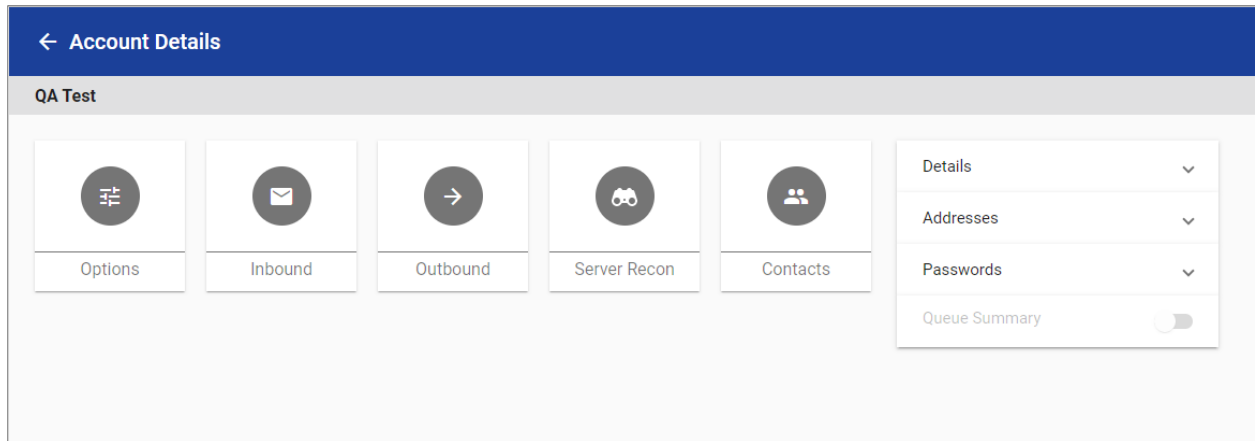 Account Details
QA Test
Options
Inbound
Outbound
Server Recon
Contacts
Details
Addresses
Passwords
Queue Summary